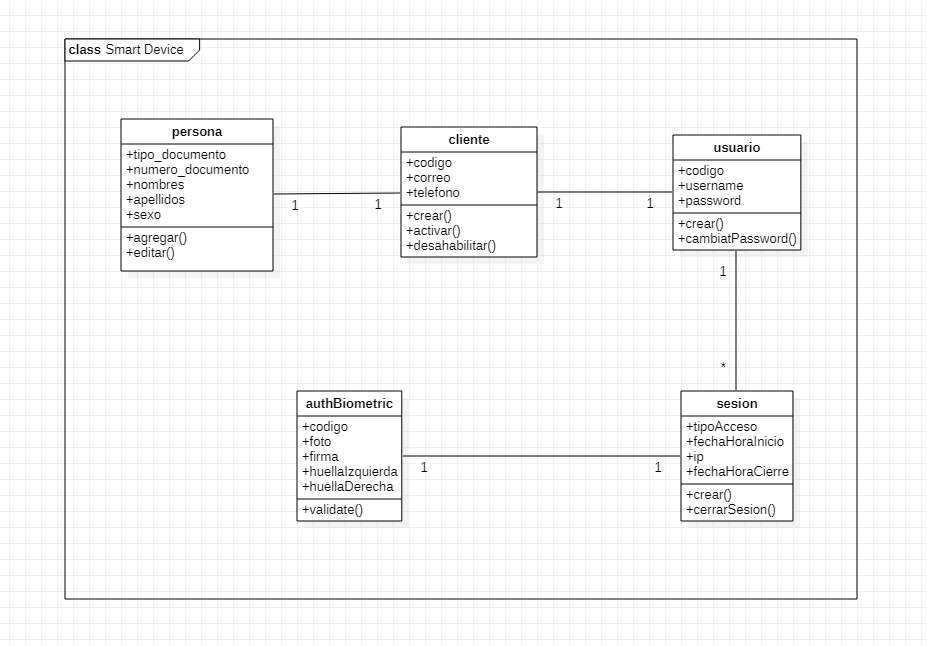 class Smart Device
persona
+tipo_documento
+numero_documento
+nombres
+apellidos
+sexo
+agregar()
+editar()
1
1
cliente
+codigo
+correo
+telefono
+crear()
+activar()
+desahabilitar()
1
1
usuario
+codigo
+username
+password
+crear()
+cambiatPassword()
1
*
authBiometric
+codigo
+foto
+firma
+huellaIzquierda
+huellaDerecha
+validate()
1
1
sesion
+tipoAcceso
+fechaHoraInicio
+ip
+fechaHoraCierre
+crear()
+cerrarSesion()